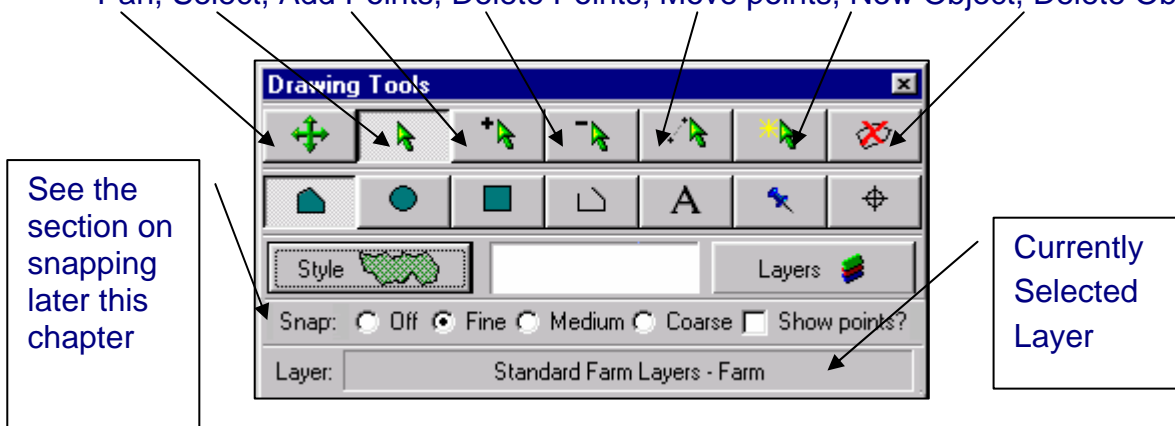 Pan, Select, Add Points, Delete Points, Move points, New Object, Delete Ob
Drawing Tools
A
Style
Layers
Snap: Off Fine Medium Coarse Show points?
Layer: Standard Farm Layers - Farm
See the
section on
snapping
later this
chapter
Currently
Selected
Layer